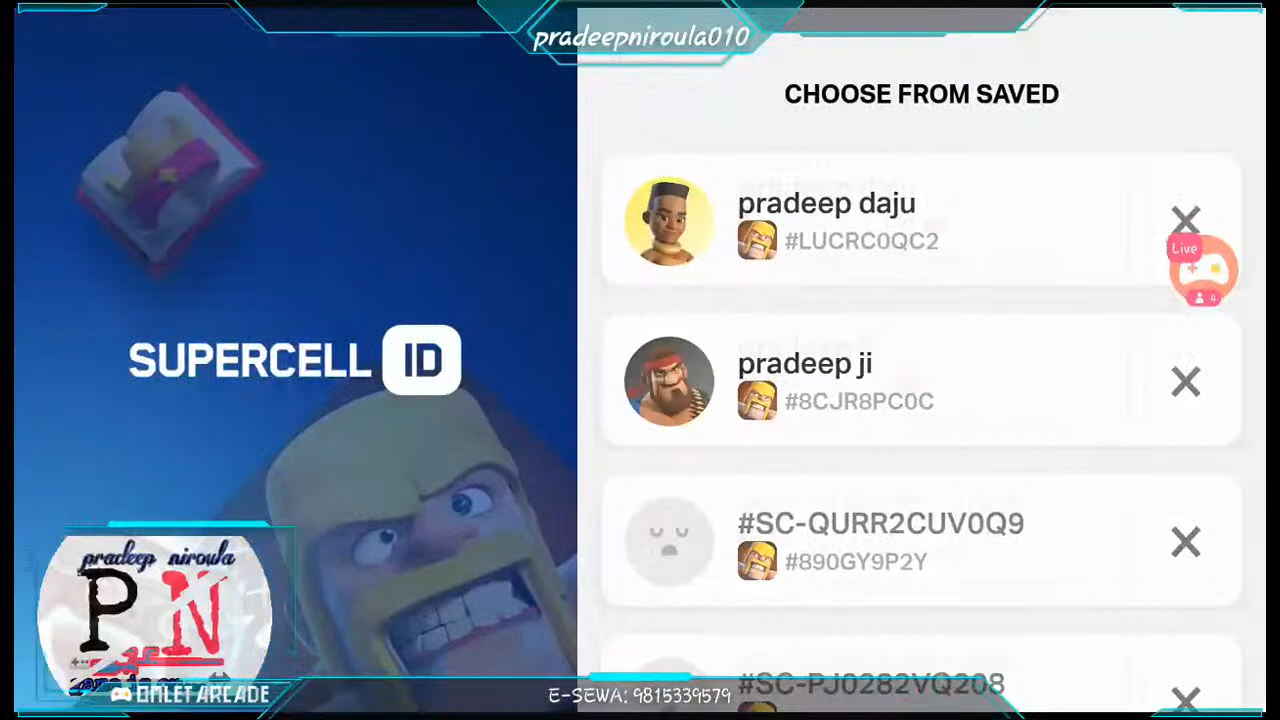 pradeepniroula010
CHOOSE FROM SAVED
pradeep daju
#LUCRC0QC2
Live
4
pradeep ji
#8CJR8PC0C
SUPERCELL ID
#SC-QURR2CUV0Q9
#890GY9P2Y
pradeep niroula
P N
#SC-PJ0282VQ208
OMLET ARCADE
E-SEWA: 9815339579